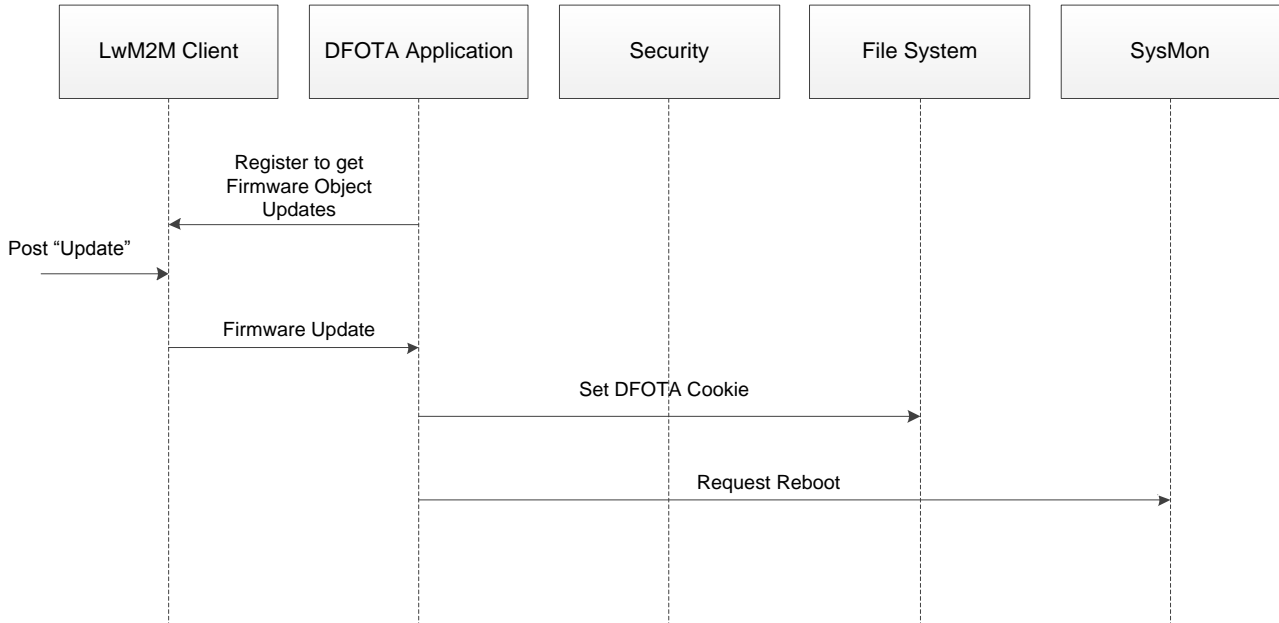 LwM2M Client
DFOTA Application
Security
File System
SysMon
Register to get
Firmware Object
Updates
Post “Update”
Firmware Update
Set DFOTA Cookie
Request Reboot